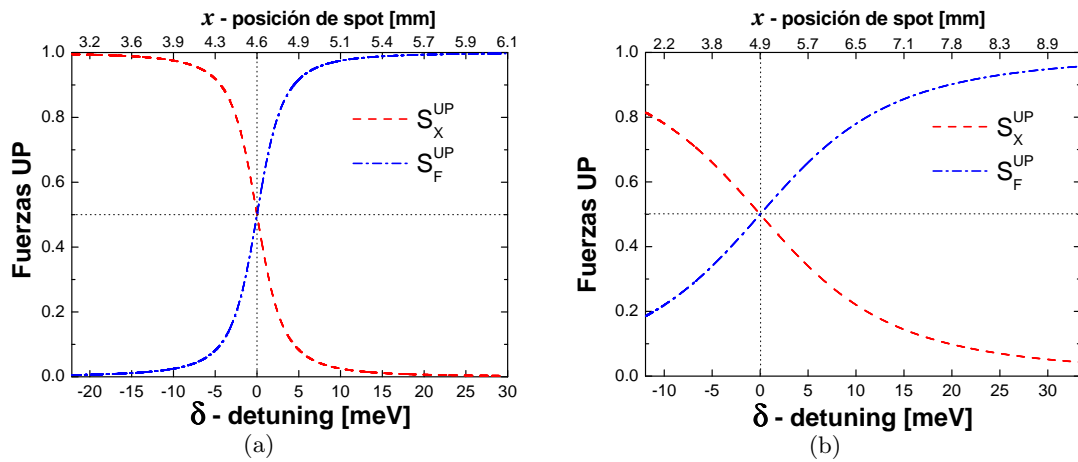 x - posición de spot [mm]
3.2 3.6 3.9 4.3 4.6 4.9 5.1 5.4 5.7 5.9 6.1
1.0
0.8
0.6
0.4
0.2
0.0
Fuerzas UP
S_X^UP
S_F^UP
-20 -15 -10 -5 0 5 10 15 20 25 30
δ - detuning [meV]
(a)
x - posición de spot [mm]
2.2 3.8 4.9 5.7 6.5 7.1 7.8 8.3 8.9
1.0
0.8
0.6
0.4
0.2
0.0
Fuerzas UP
S_X^UP
S_F^UP
-10 -5 0 5 10 15 20 25 30
δ - detuning [meV]
(b)